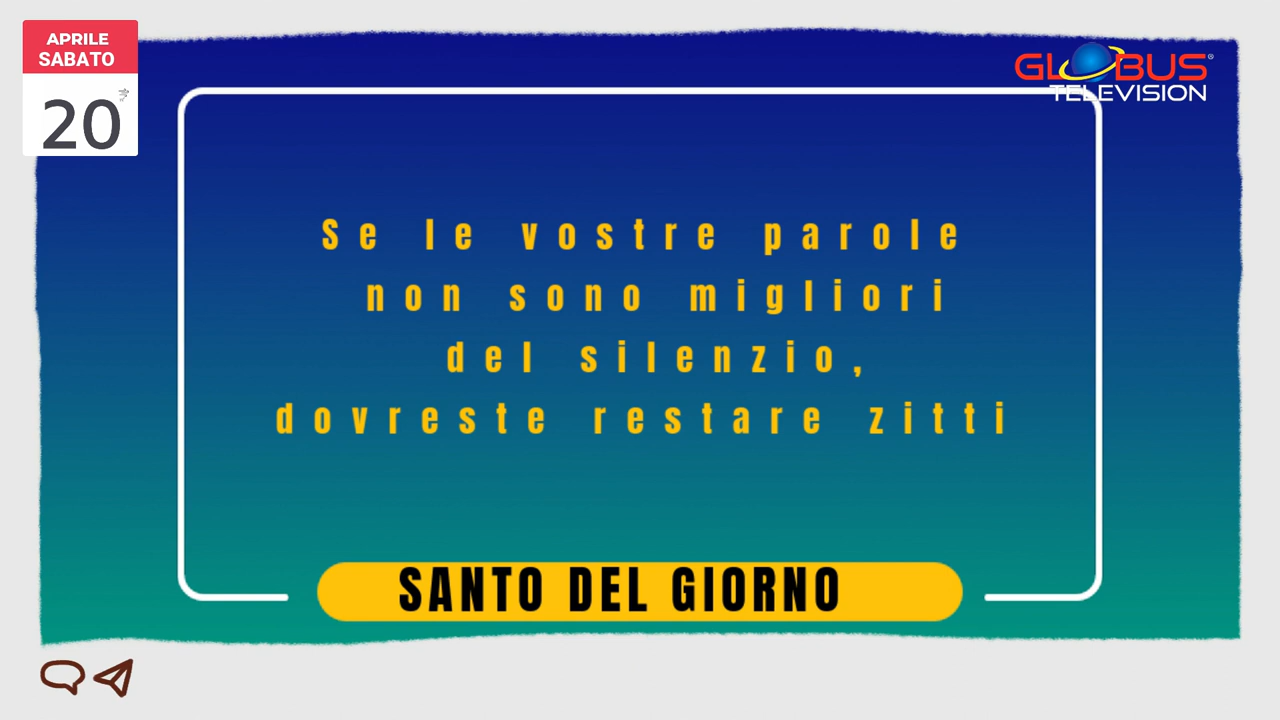 APRILE
SABATO
20
GLOBUS®
TELEVISION
Se le vostre parole
non sono migliori
del silenzio,
dovreste restare zitti
SANTO DEL GIORNO